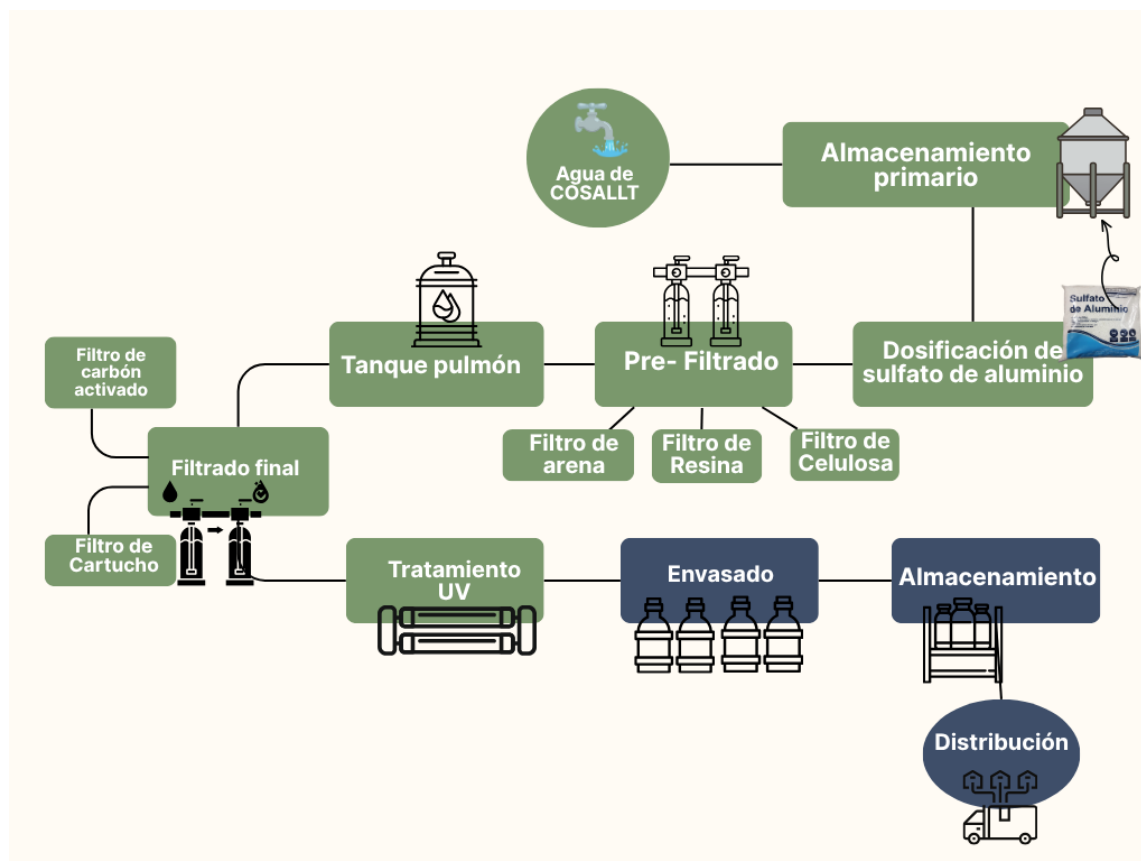 Agua de
COSALLT
Almacenamiento
primario
Sulfato
de Aluminio
Dosificación de
sulfato de aluminio
Pre- Filtrado
Filtro de
arena
Filtro de
Resina
Filtro de
Celulosa
Tanque pulmón
Filtro de
carbón
activado
Filtrado final
Filtro de
Cartucho
Tratamiento
UV
Envasado
Almacenamiento
Distribución